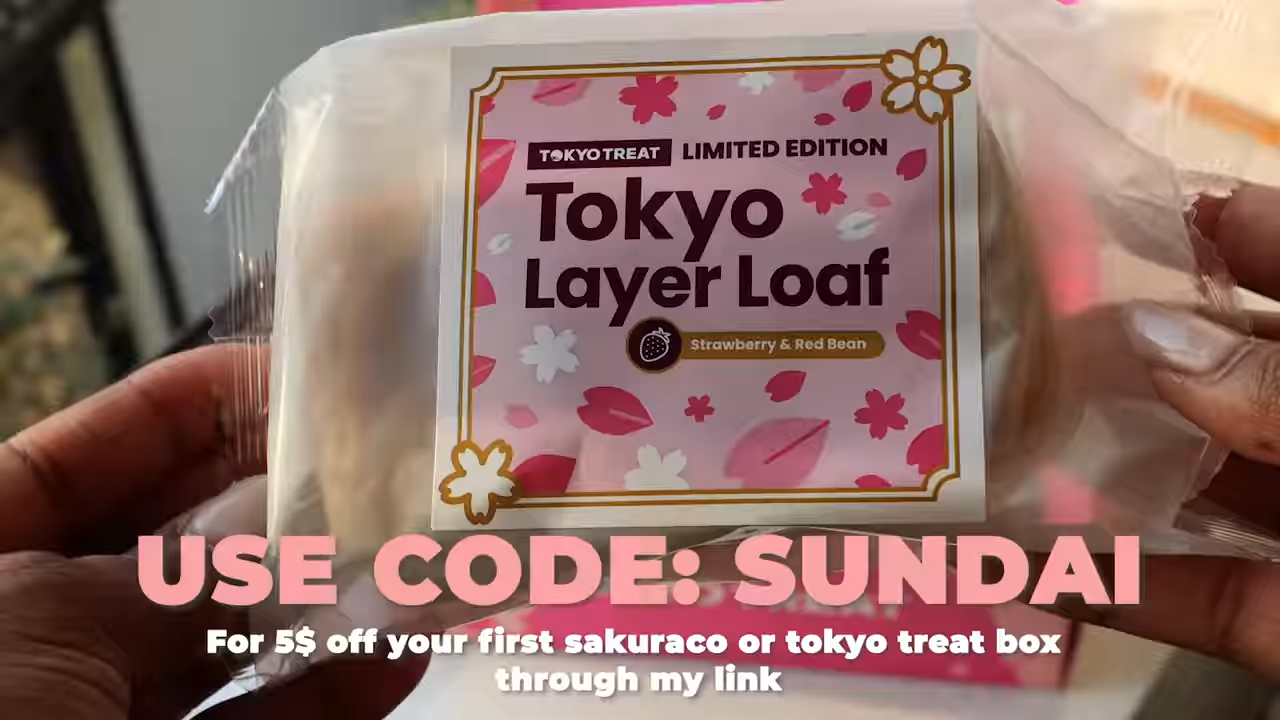 TOKYOTREAT LIMITED EDITION
Tokyo
Layer Loaf
Strawberry & Red Bean
USE CODE: SUNDAI
For 5$ off your first sakuraco or tokyo treat box
through my link